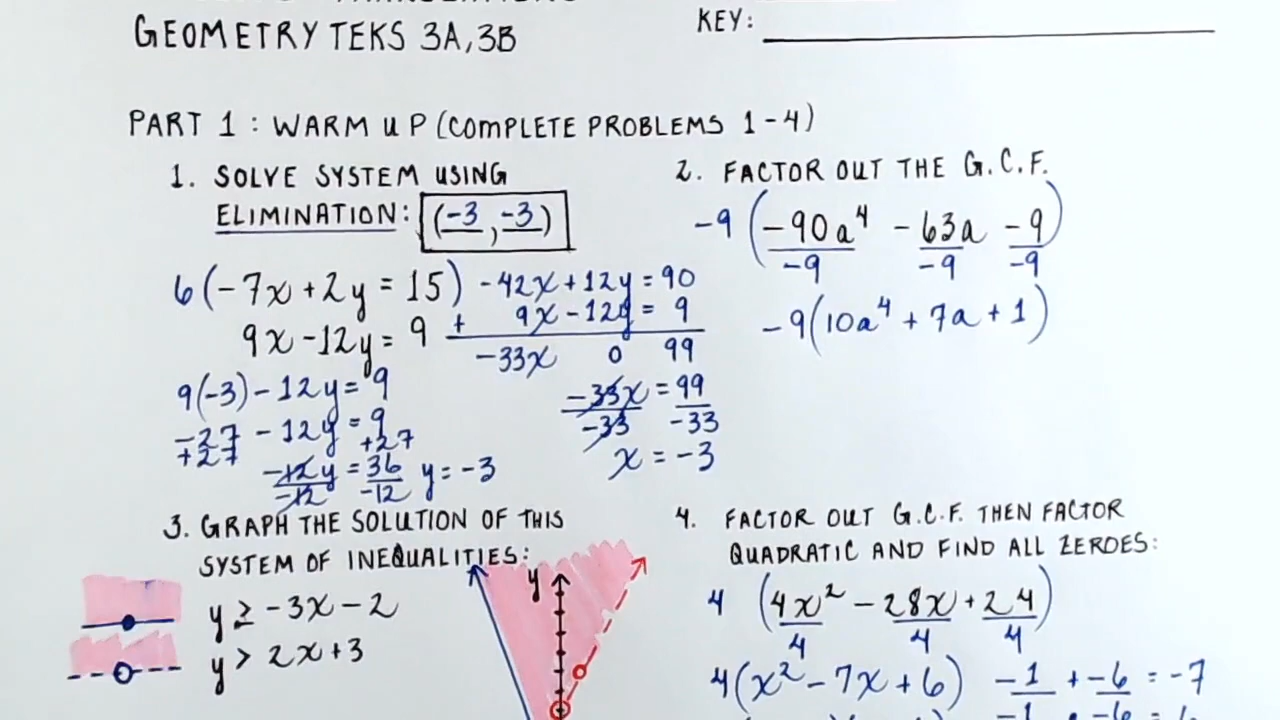 GEOMETRY TEKS 3A, 3B
KEY:
PART 1 : WARM UP (COMPLETE PROBLEMS 1-4)
1. SOLVE SYSTEM USING
ELIMINATION: (-3, -3)
6(-7x + 2y = 15)
9x - 12y = 9
-42x + 12y = 90
+ 9x - 12y = 9
-33x 0 99
-33x = 99
-33 -33
x = -3
9(-3) - 12y = 9
-27 - 12y = 9
+27 +27
-12y = 36 y = -3
-12 -12
2. FACTOR OUT THE G.C.F.
-9 (-90a⁴ - 63a - 9)
-9 -9 -9
-9(10a⁴ + 7a + 1)
3. GRAPH THE SOLUTION OF THIS
SYSTEM OF INEQUALITIES:
y ≥ -3x - 2
y > 2x + 3
y
4. FACTOR OUT G.C.F. THEN FACTOR
QUADRATIC AND FIND ALL ZEROES:
4 (4x² - 28x + 24)
4 4 4
4(x² - 7x + 6) -1 + -6 = -7